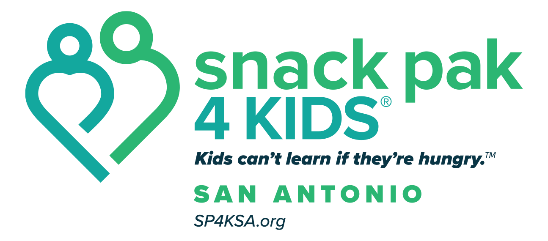 snack pak
4 KIDS®
Kids can't learn if they're hungry.™
SAN ANTONIO
SP4KSA.org